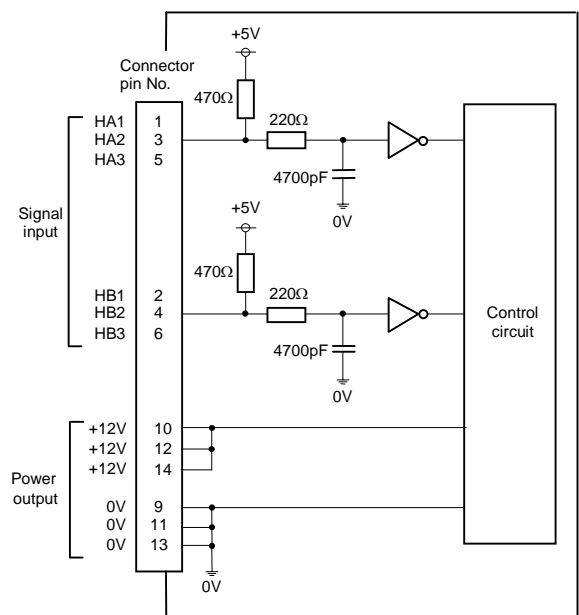 +5V
Connector
pin No.
470Ω
220Ω
HA1 1
HA2 3
HA3 5
4700pF
0V
Signal
input
+5V
470Ω
220Ω
HB1 2
HB2 4
HB3 6
4700pF
0V
Control
circuit
+12V 10
+12V 12
+12V 14
Power
output
0V 9
0V 11
0V 13
0V